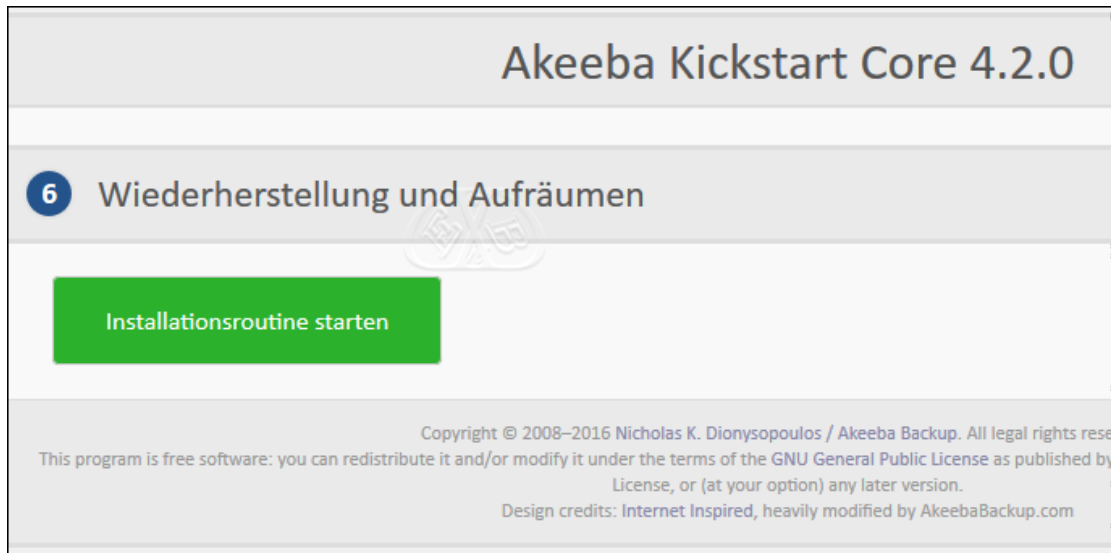 Akeeba Kickstart Core 4.2.0
6 Wiederherstellung und Aufräumen
Installationsroutine starten
Copyright © 2008–2016 Nicholas K. Dionysopoulos / Akeeba Backup. All legal rights rese
This program is free software: you can redistribute it and/or modify it under the terms of the GNU General Public License as published by
License, or (at your option) any later version.
Design credits: Internet Inspired, heavily modified by AkeebaBackup.com